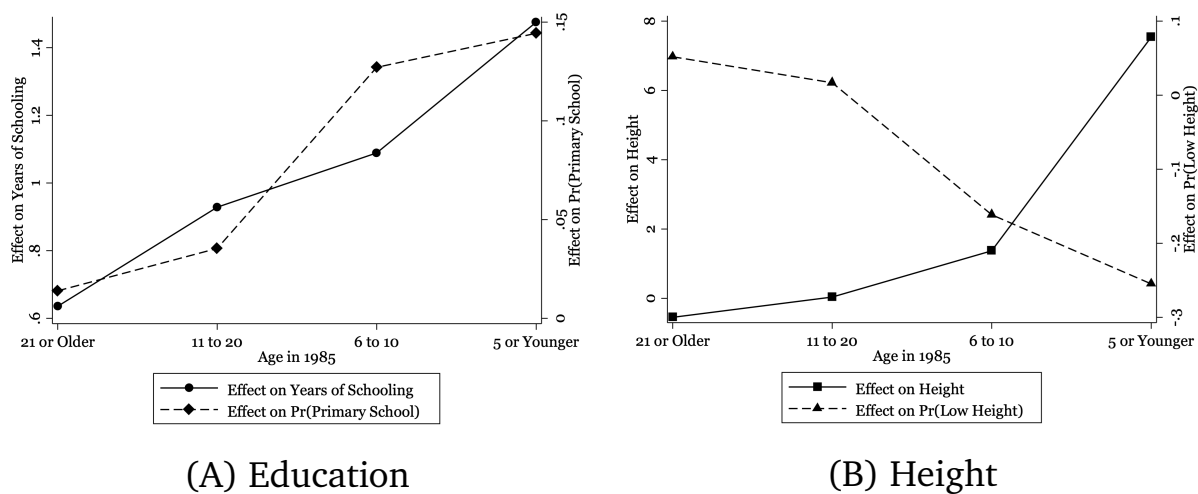 Effect on Years of Schooling
.6
.8
1
1.2
1.4
Effect on Pr(Primary School)
0
.05
.1
.15
21 or Older
11 to 20
6 to 10
5 or Younger
Age in 1985
Effect on Years of Schooling
Effect on Pr(Primary School)
(A) Education
Effect on Height
0
2
4
6
8
Effect on Pr(Low Height)
-.3
-.2
-.1
0
.1
21 or Older
11 to 20
6 to 10
5 or Younger
Age in 1985
Effect on Height
Effect on Pr(Low Height)
(B) Height